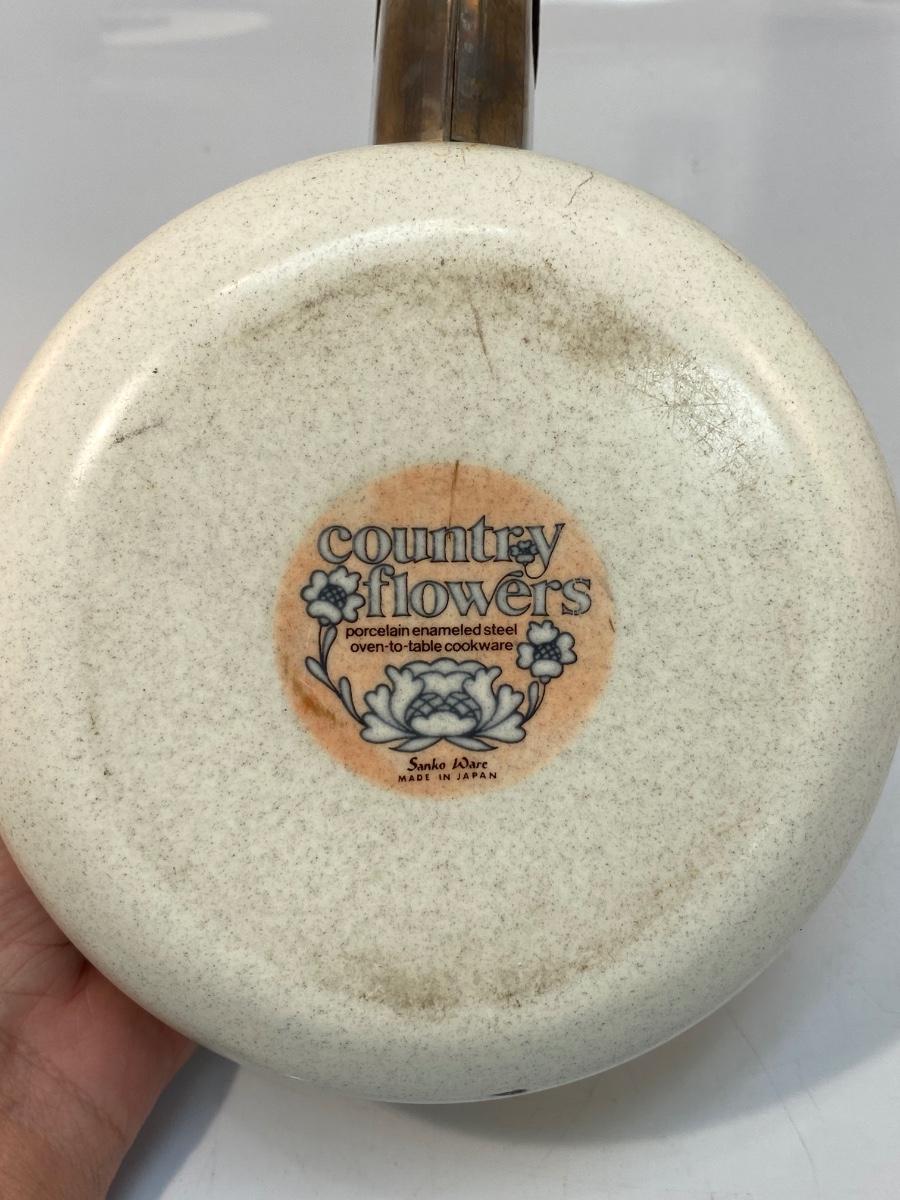 country
flowers
porcelain enameled steel
oven-to-table cookware
Sanko Ware
MADE IN JAPAN